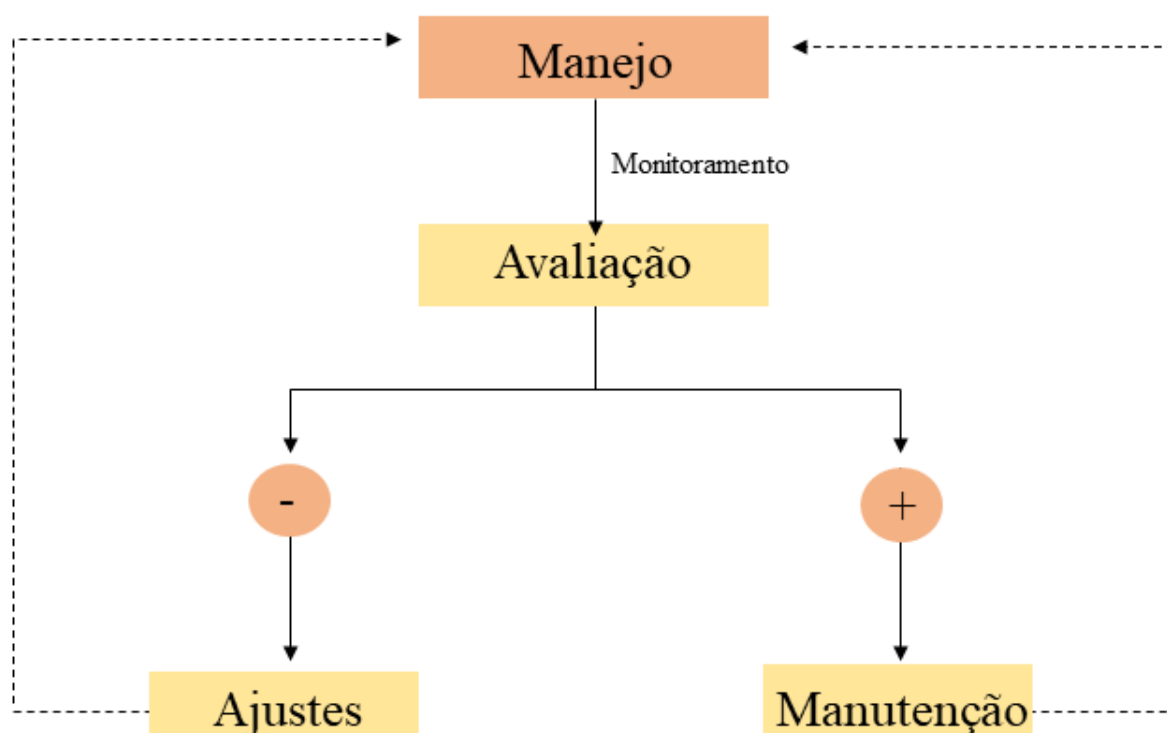 Manejo
Monitoramento
Avaliação
-
+
Ajustes
Manutenção